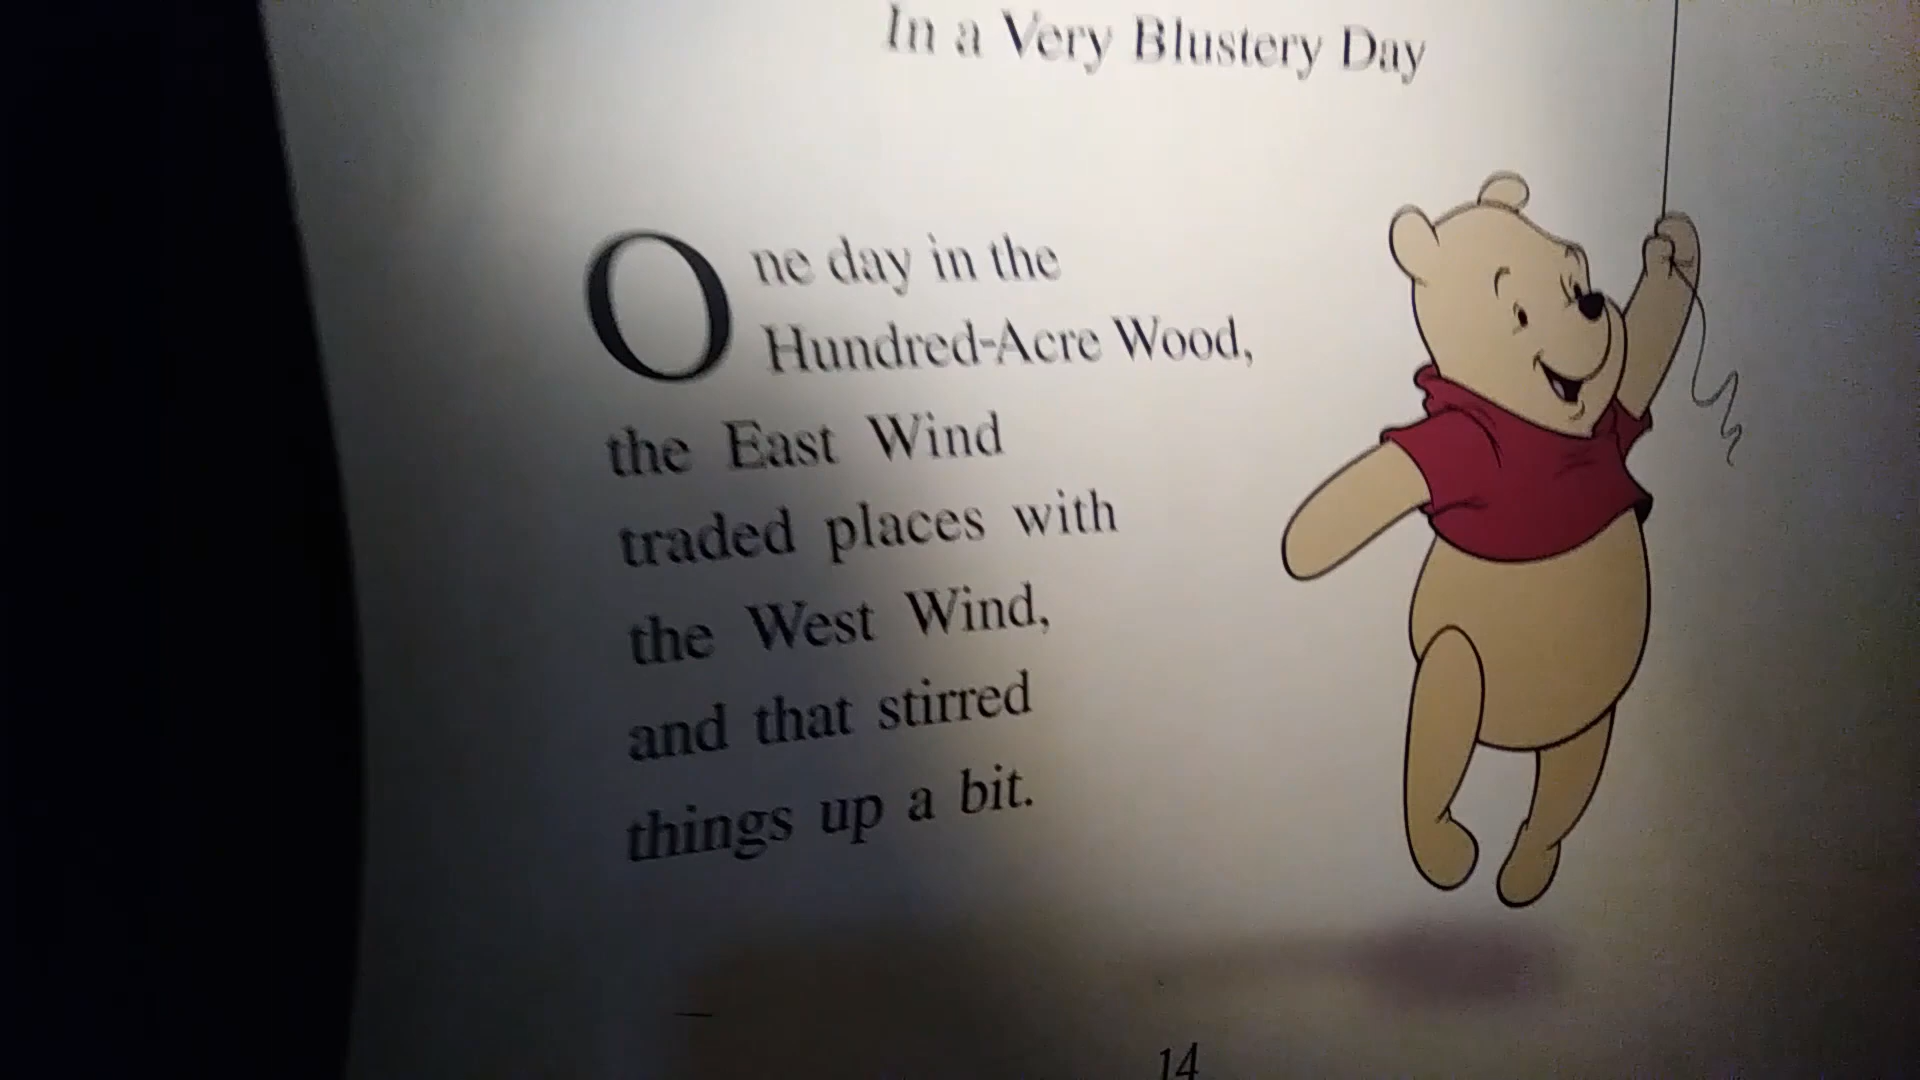 In a Very Blustery Day
One day in the
Hundred-Acre Wood,
the East Wind
traded places with
the West Wind,
and that stirred
things up a bit.
14